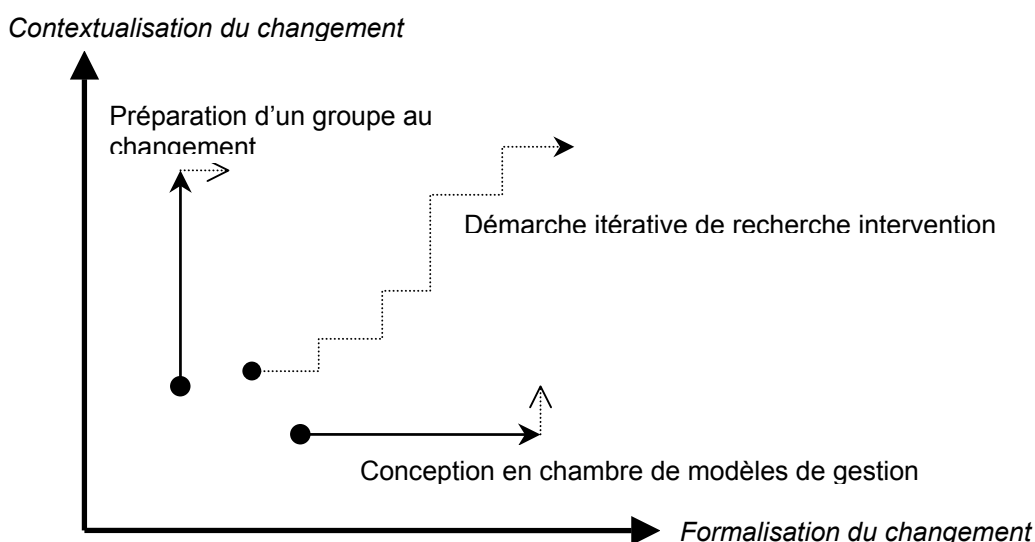 Contextualisation du changement
Préparation d’un groupe au
changement
Démarche itérative de recherche intervention
Conception en chambre de modèles de gestion
Formalisation du changement